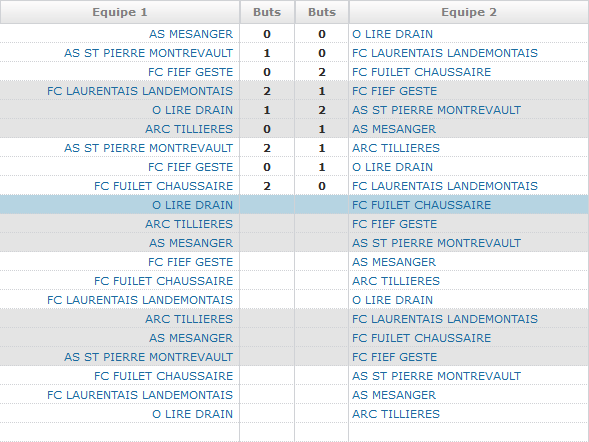 Equipe 1 Buts Buts Equipe 2
AS MESANGER 0 0 O LIRE DRAIN
AS ST PIERRE MONTREVAULT 1 0 FC LAURENTAIS LANDEMONTAIS
FC FIEF GESTE 0 2 FC FUILET CHAUSSAIRE
FC LAURENTAIS LANDEMONTAIS 2 1 FC FIEF GESTE
O LIRE DRAIN 1 2 AS ST PIERRE MONTREVAULT
ARC TILLIERES 0 1 AS MESANGER
AS ST PIERRE MONTREVAULT 2 1 ARC TILLIERES
FC FIEF GESTE 0 1 O LIRE DRAIN
FC FUILET CHAUSSAIRE 2 0 FC LAURENTAIS LANDEMONTAIS
O LIRE DRAIN FC FUILET CHAUSSAIRE
ARC TILLIERES FC FIEF GESTE
AS MESANGER AS ST PIERRE MONTREVAULT
FC FIEF GESTE AS MESANGER
FC FUILET CHAUSSAIRE ARC TILLIERES
FC LAURENTAIS LANDEMONTAIS O LIRE DRAIN
ARC TILLIERES FC LAURENTAIS LANDEMONTAIS
AS MESANGER FC FUILET CHAUSSAIRE
AS ST PIERRE MONTREVAULT FC FIEF GESTE
FC FUILET CHAUSSAIRE AS ST PIERRE MONTREVAULT
FC LAURENTAIS LANDEMONTAIS AS MESANGER
O LIRE DRAIN ARC TILLIERES